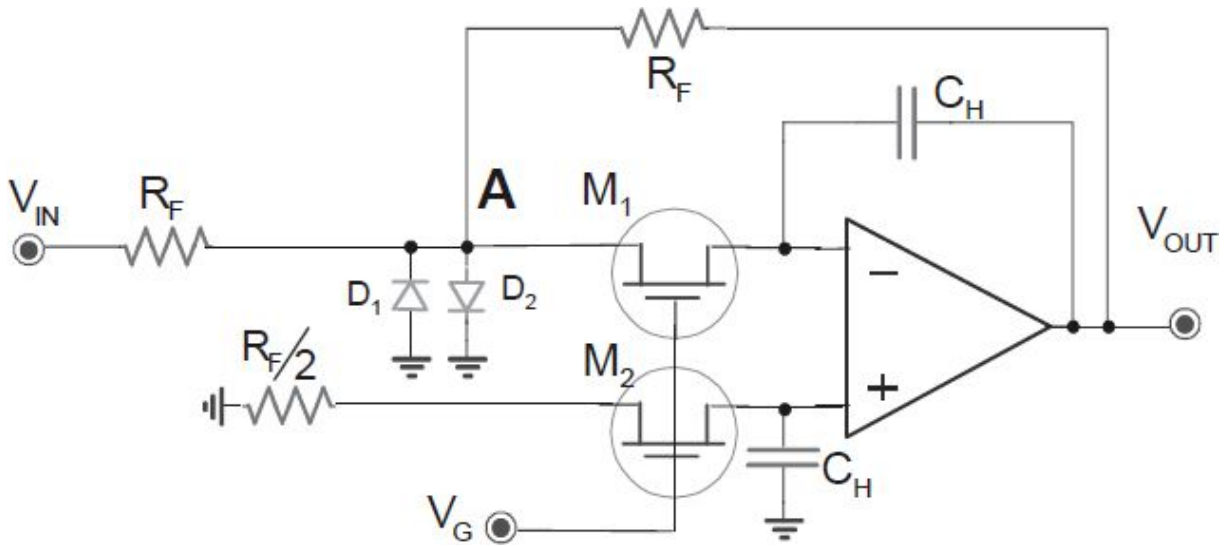 R_F
C_H
V_IN
R_F
A
M_1
V_OUT
D_1
D_2
−
R_F/2
M_2
+
C_H
V_G